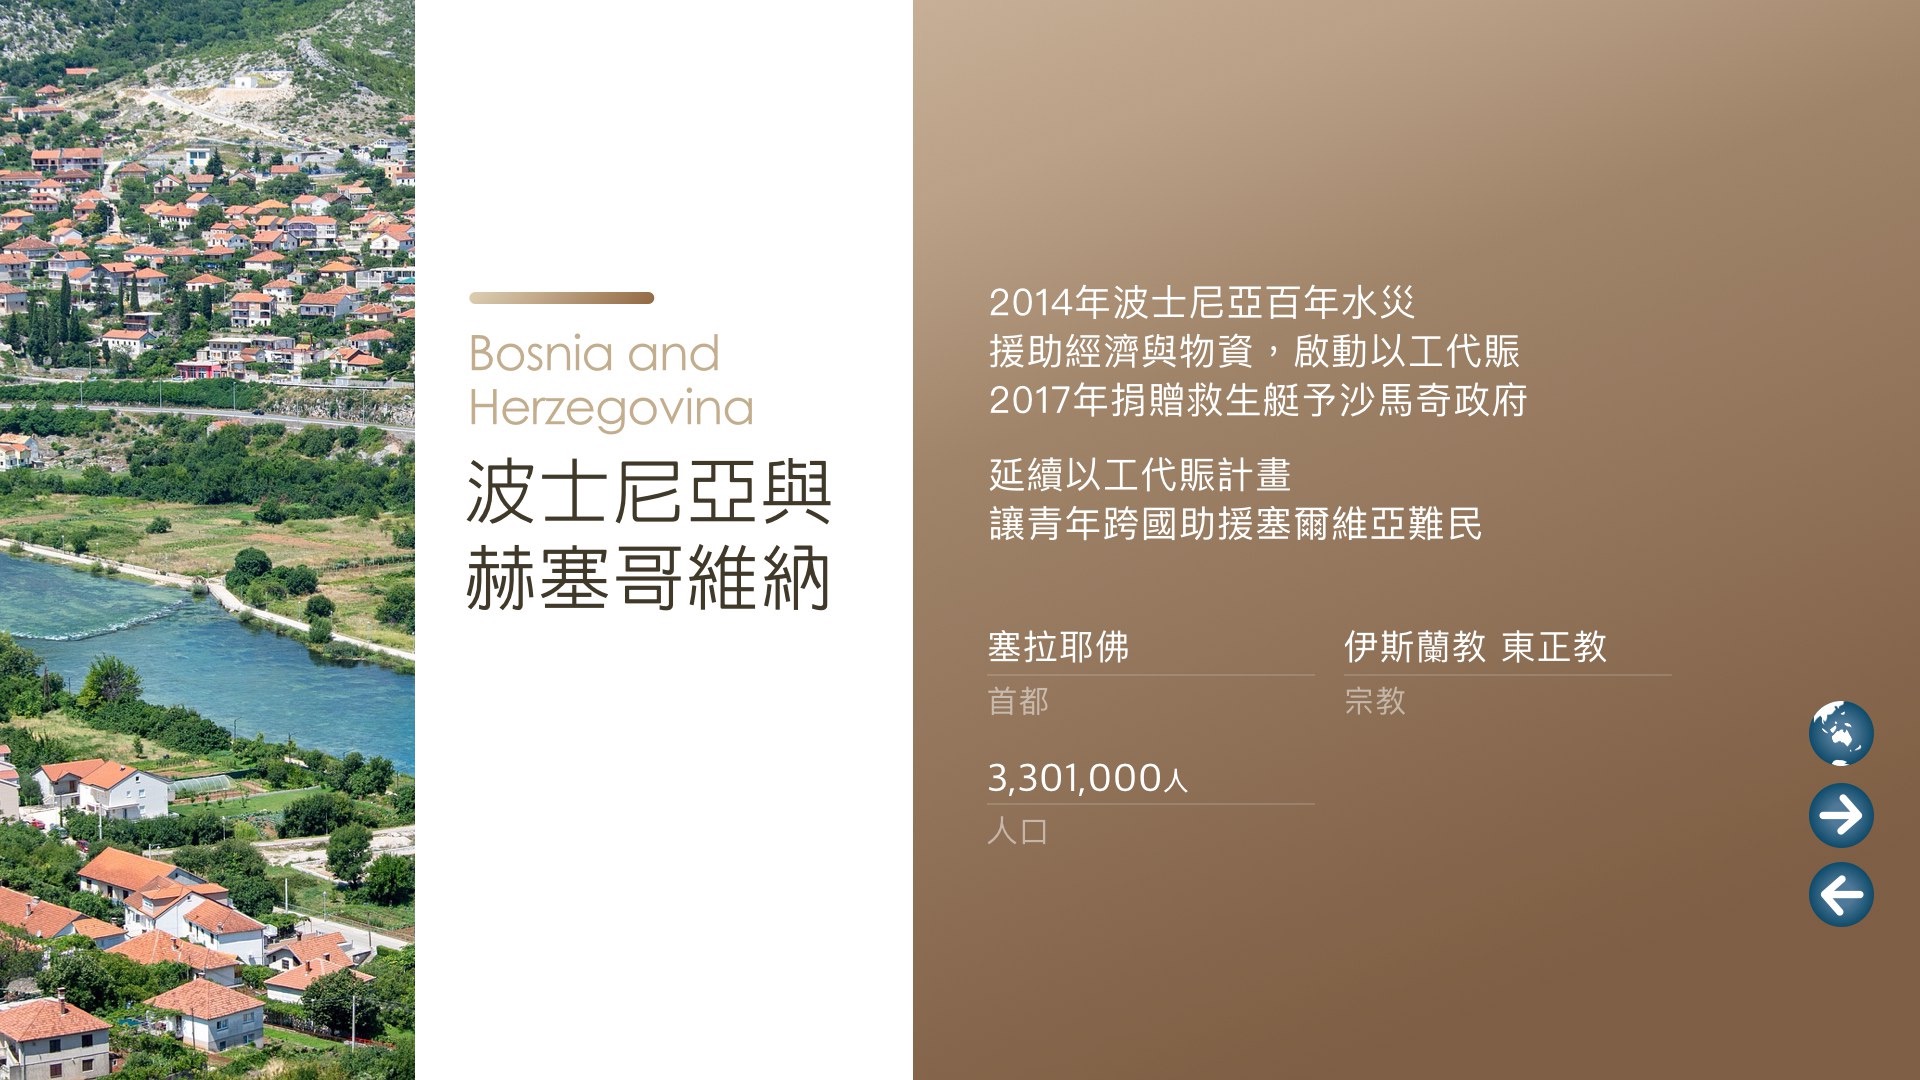 Bosnia and
Herzegovina
波士尼亞與
赫塞哥維納
2014年波士尼亞百年水災
援助經濟與物資，啟動以工代賑
2017年捐贈救生艇予沙馬奇政府
延續以工代賑計畫
讓青年跨國助援塞爾維亞難民
塞拉耶佛
首都
伊斯蘭教 東正教
宗教
3,301,000人
人口